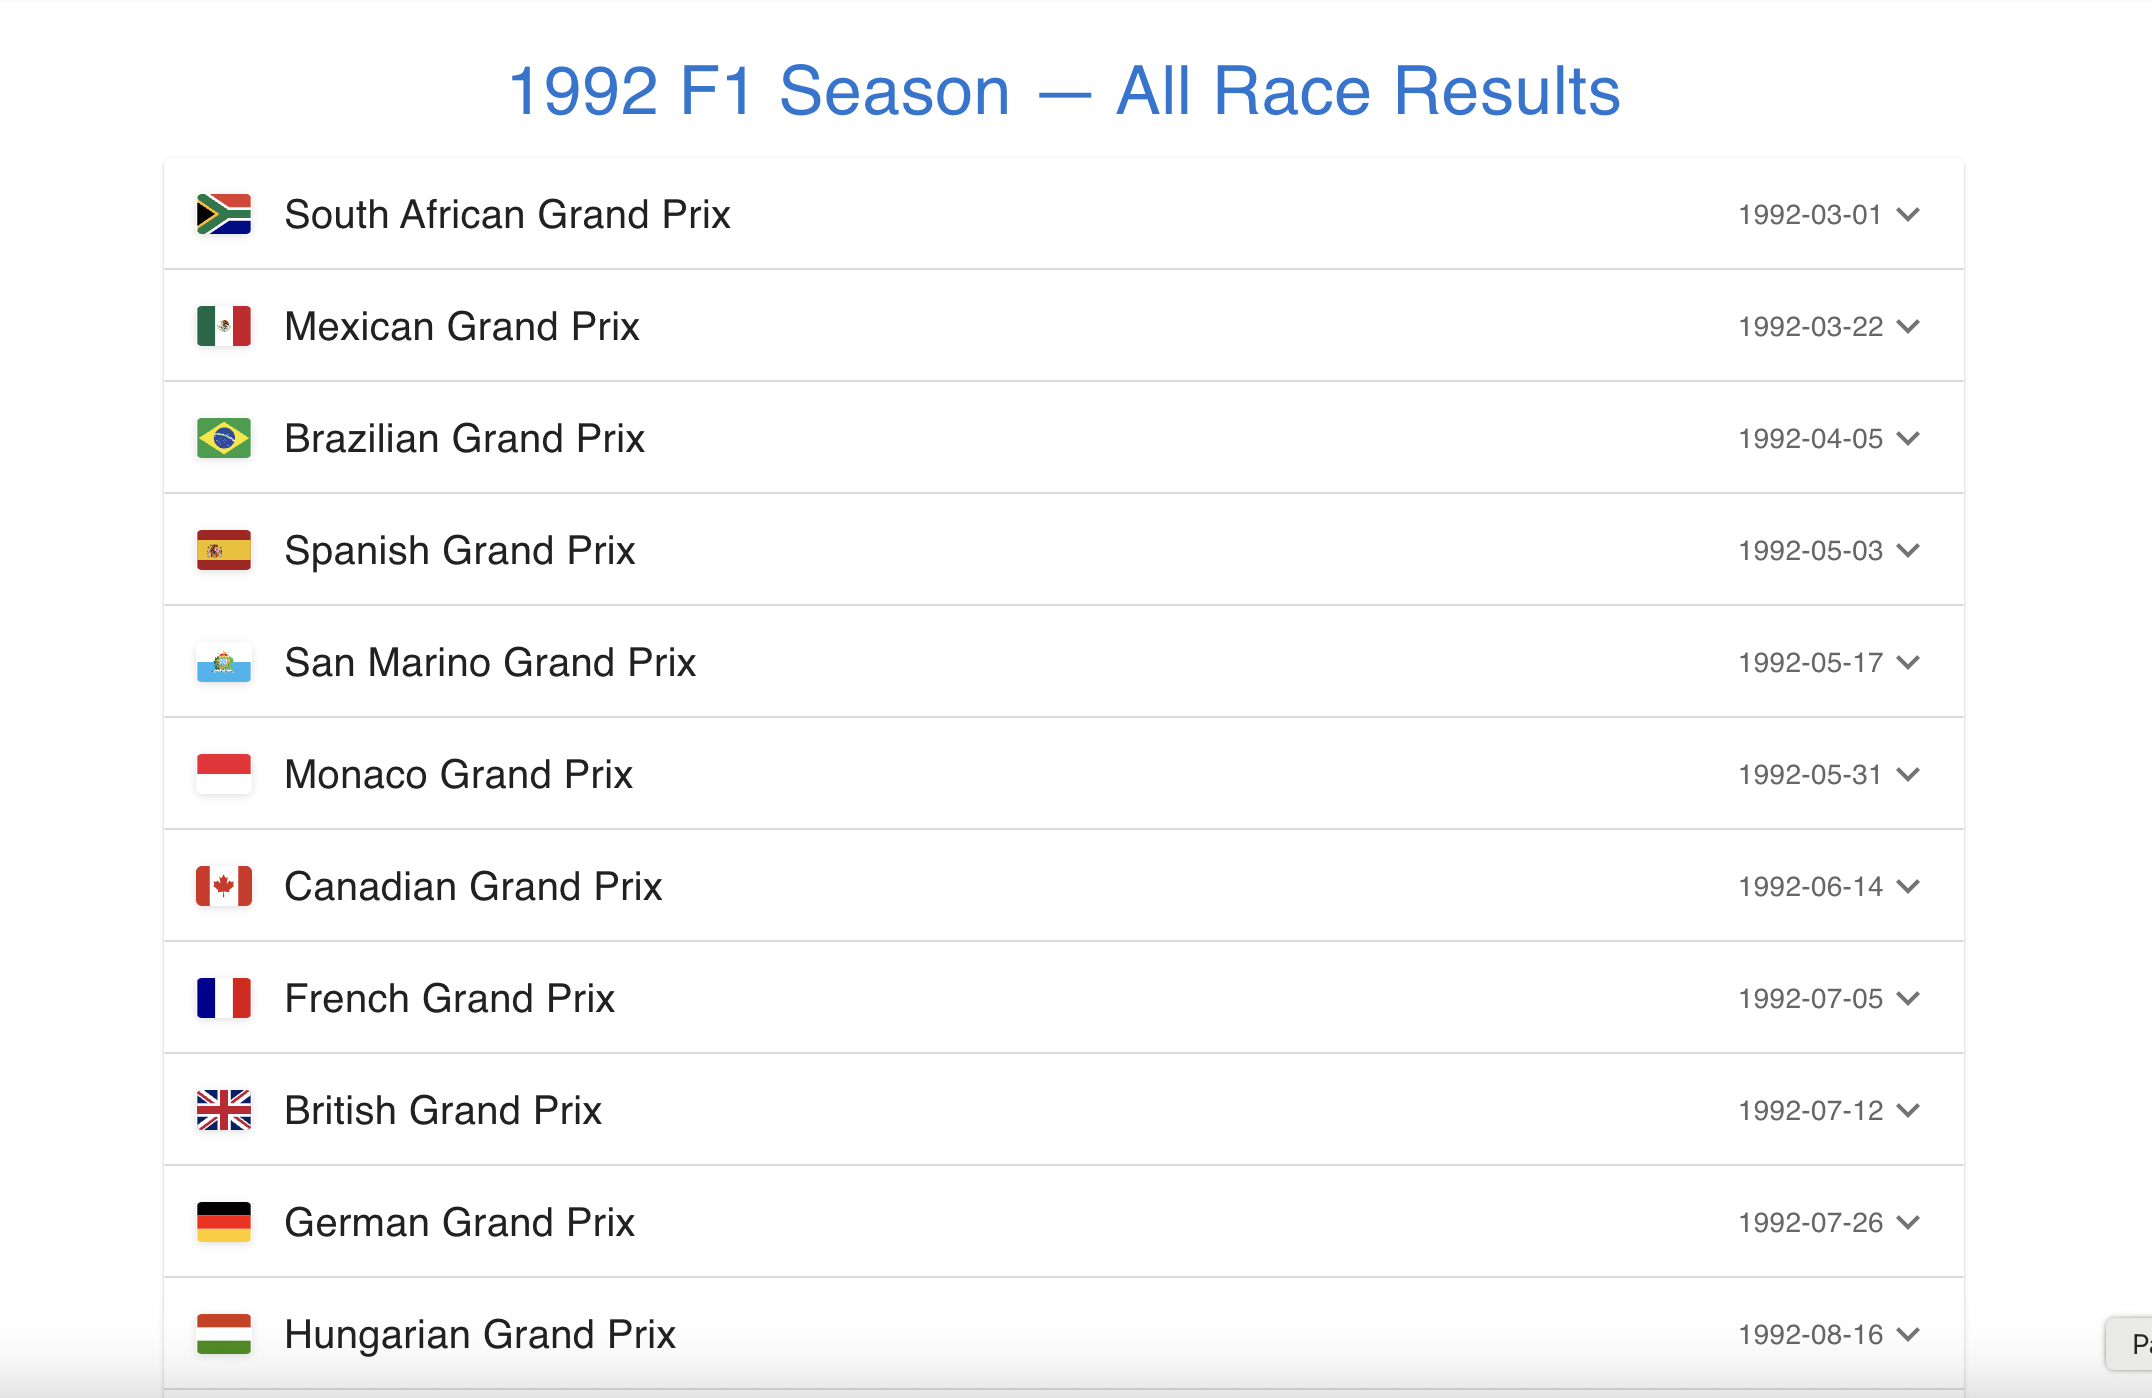 1992 F1 Season — All Race Results
South African Grand Prix 1992-03-01
Mexican Grand Prix 1992-03-22
Brazilian Grand Prix 1992-04-05
Spanish Grand Prix 1992-05-03
San Marino Grand Prix 1992-05-17
Monaco Grand Prix 1992-05-31
Canadian Grand Prix 1992-06-14
French Grand Prix 1992-07-05
British Grand Prix 1992-07-12
German Grand Prix 1992-07-26
Hungarian Grand Prix 1992-08-16